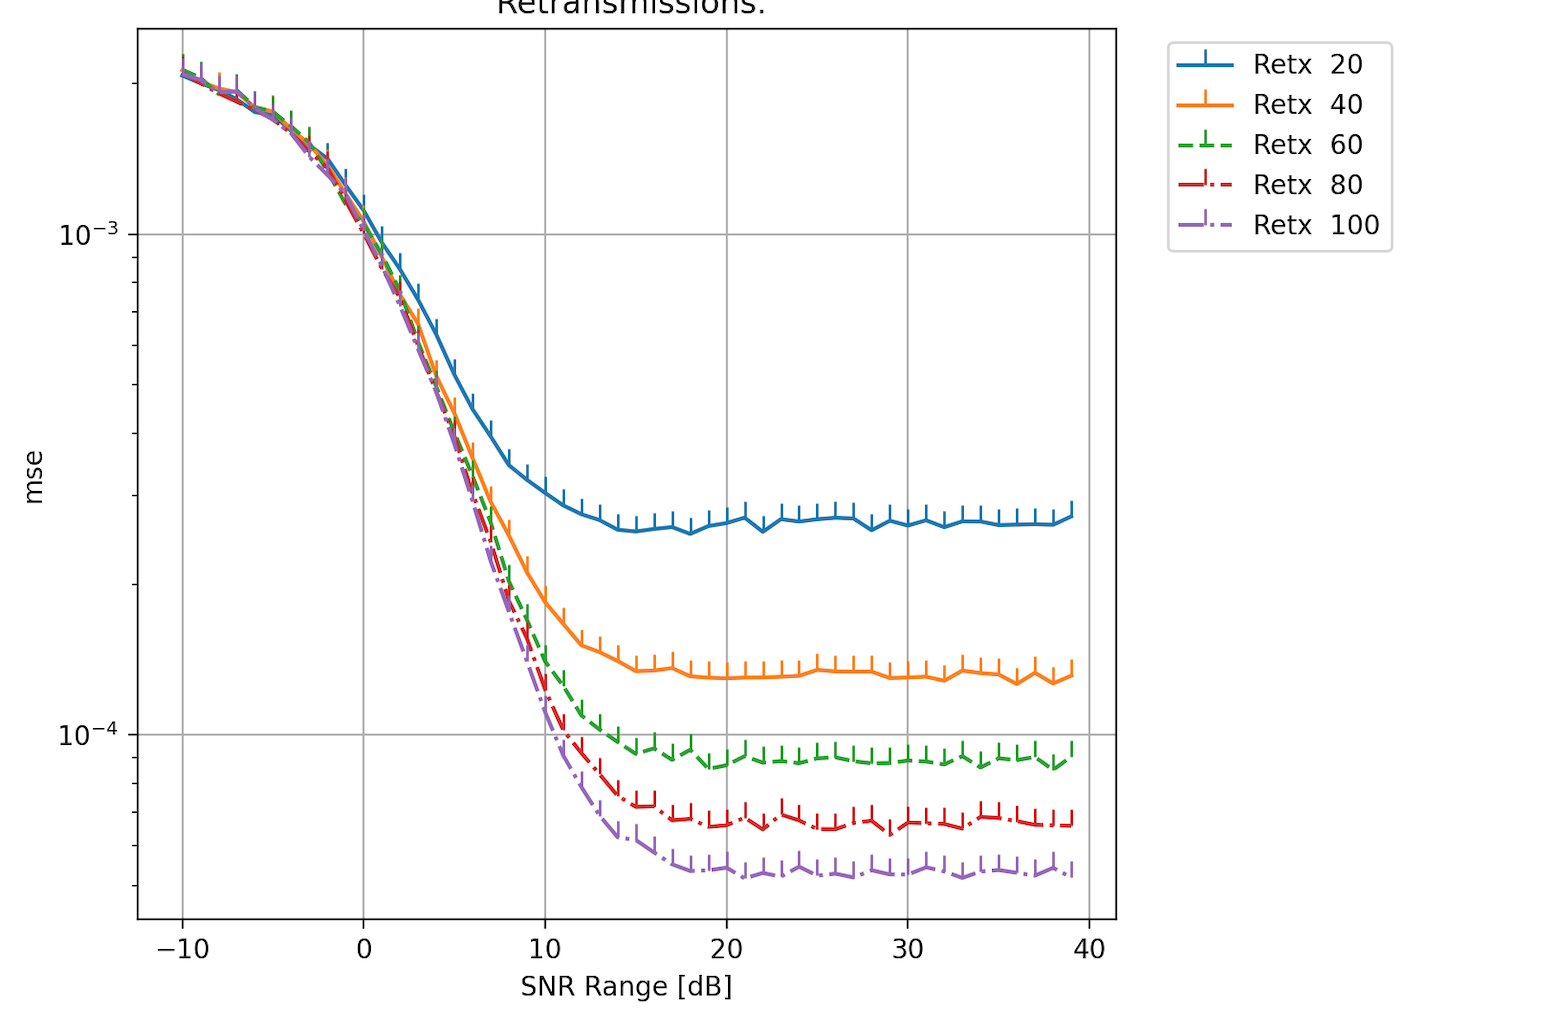 Retransmissions.
mse
10⁻³
10⁻⁴
−10 0 10 20 30 40
SNR Range [dB]
Retx 20
Retx 40
Retx 60
Retx 80
Retx 100